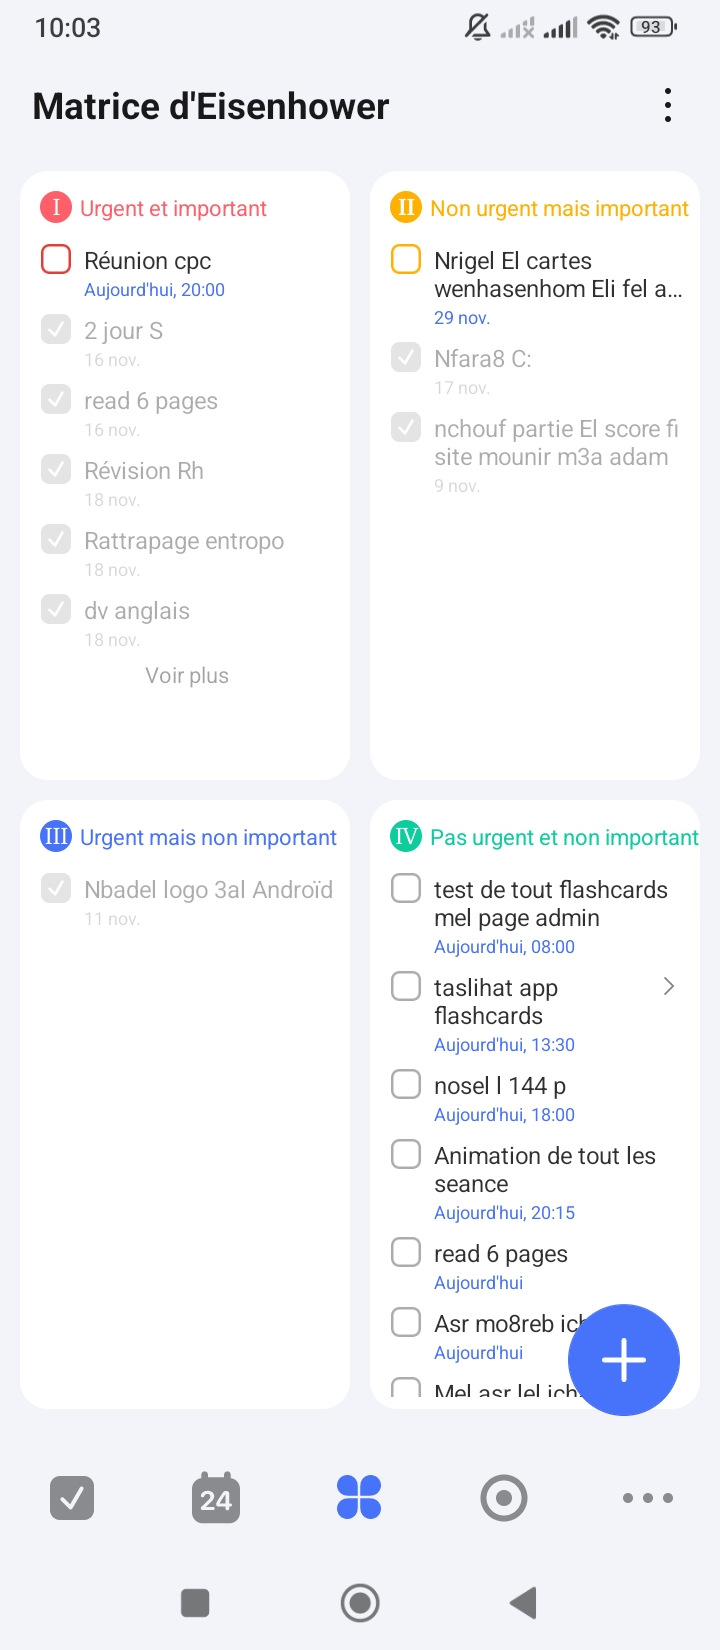 10:03
93
Matrice d'Eisenhower
I Urgent et important
Réunion cpc
Aujourd'hui, 20:00
2 jour S
16 nov.
read 6 pages
16 nov.
Révision Rh
18 nov.
Rattrapage entropo
18 nov.
dv anglais
18 nov.
Voir plus
II Non urgent mais important
Nrigel El cartes
wenhasenhom Eli fel a...
29 nov.
Nfara8 C:
17 nov.
nchouf partie El score fi
site mounir m3a adam
9 nov.
III Urgent mais non important
Nbadel logo 3al Androïd
11 nov.
IV Pas urgent et non important
test de tout flashcards
mel page admin
Aujourd'hui, 08:00
taslihat app
flashcards
Aujourd'hui, 13:30
nosel l 144 p
Aujourd'hui, 18:00
Animation de tout les
seance
Aujourd'hui, 20:15
read 6 pages
Aujourd'hui
Asr mo8reb ich
Aujourd'hui
Mel asr lel ich
24